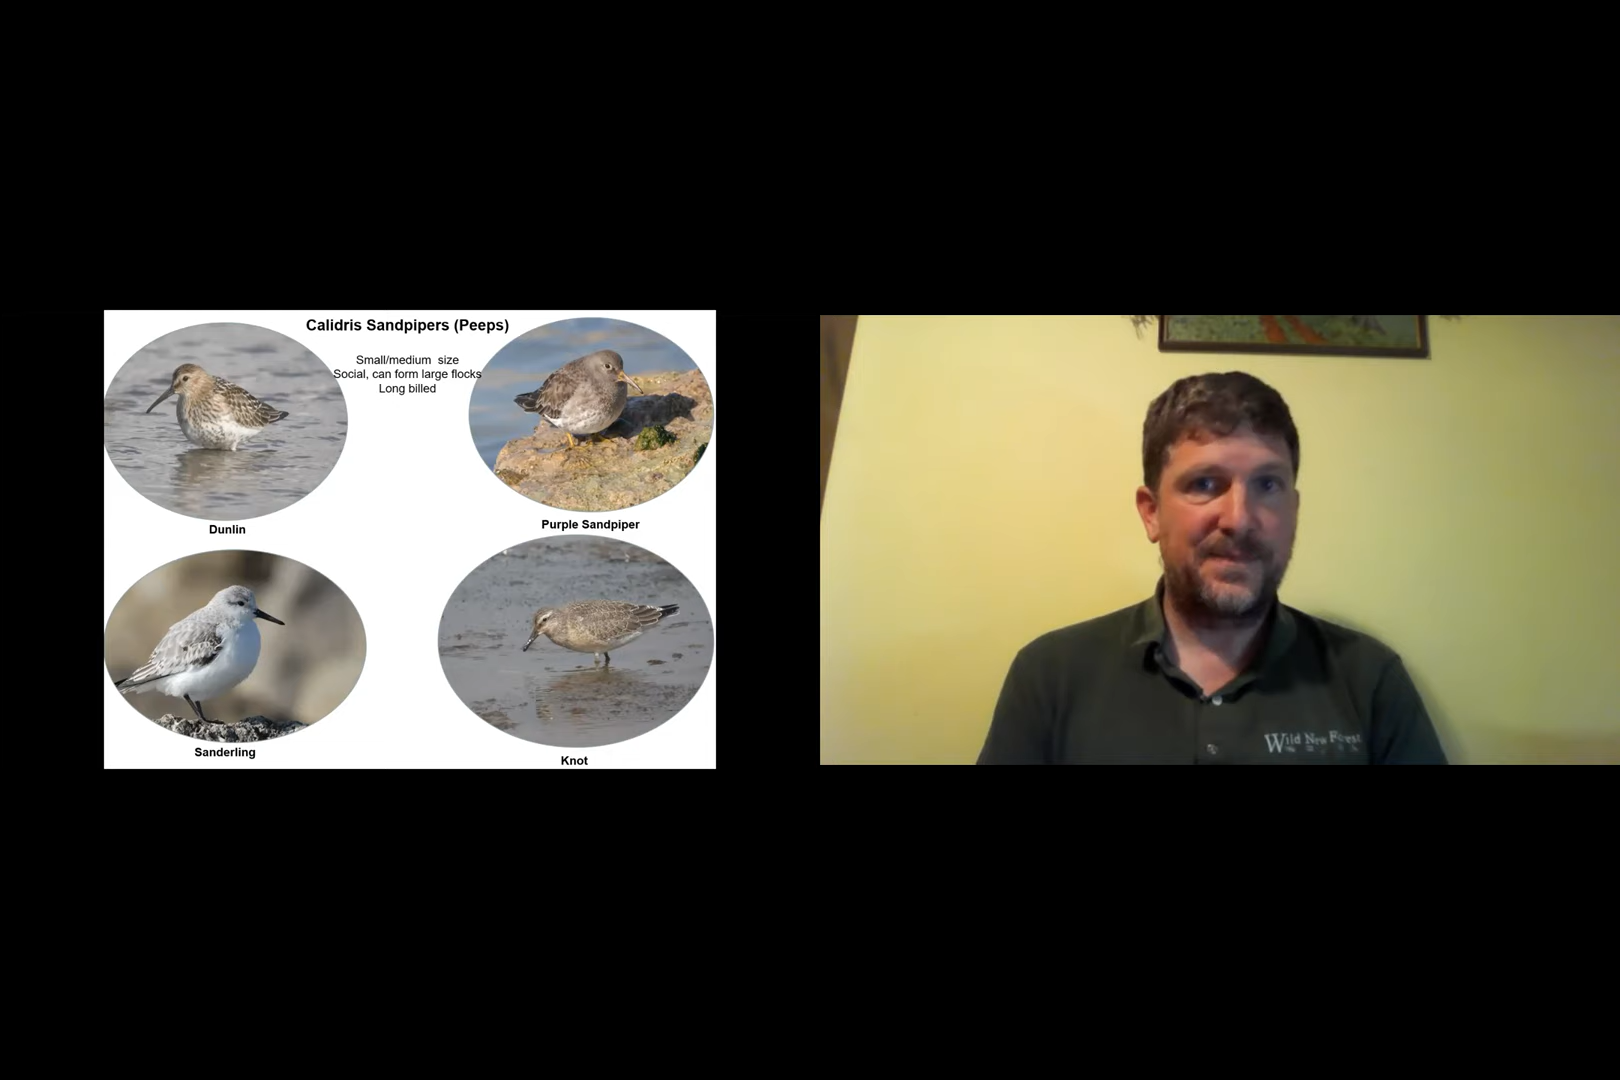 Calidris Sandpipers (Peeps)
Small/medium size
Social, can form large flocks
Long billed
Dunlin
Purple Sandpiper
Sanderling
Knot
Wild New Forest